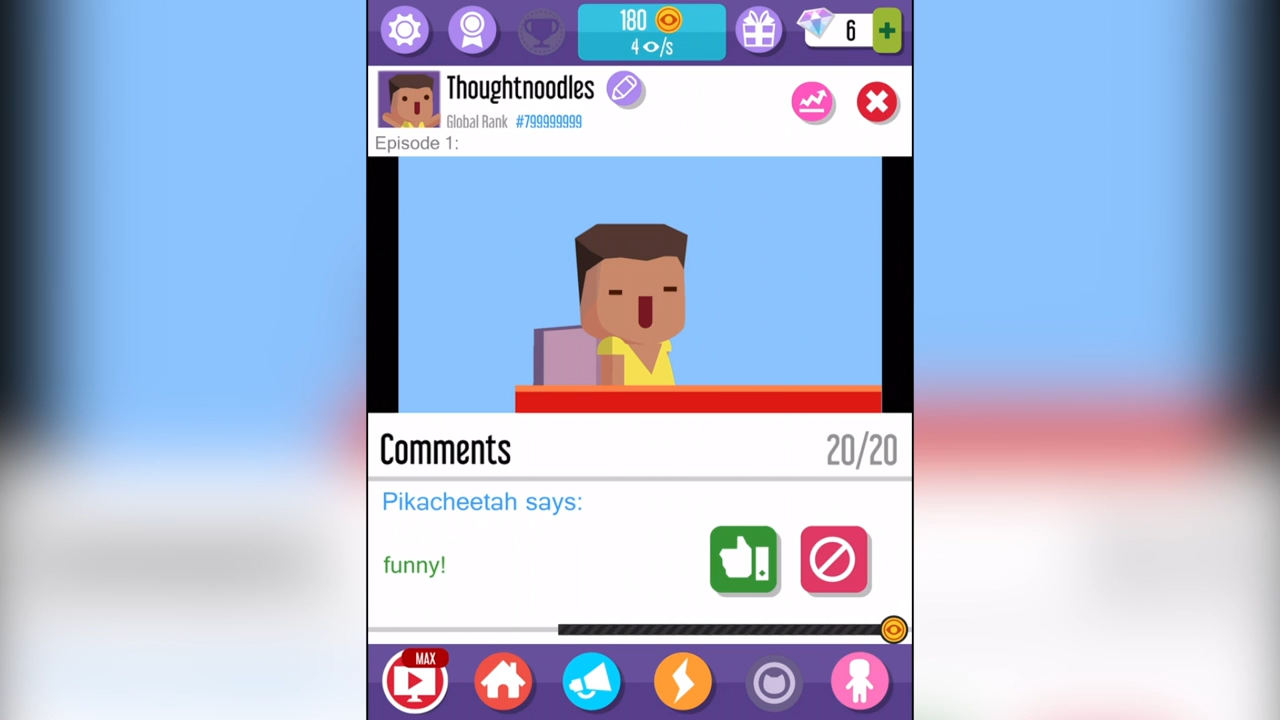 180
4 /s
6
+
Thoughtnoodles
Global Rank #799999999
Episode 1:
Comments 20/20
Pikacheetah says:
funny!
MAX